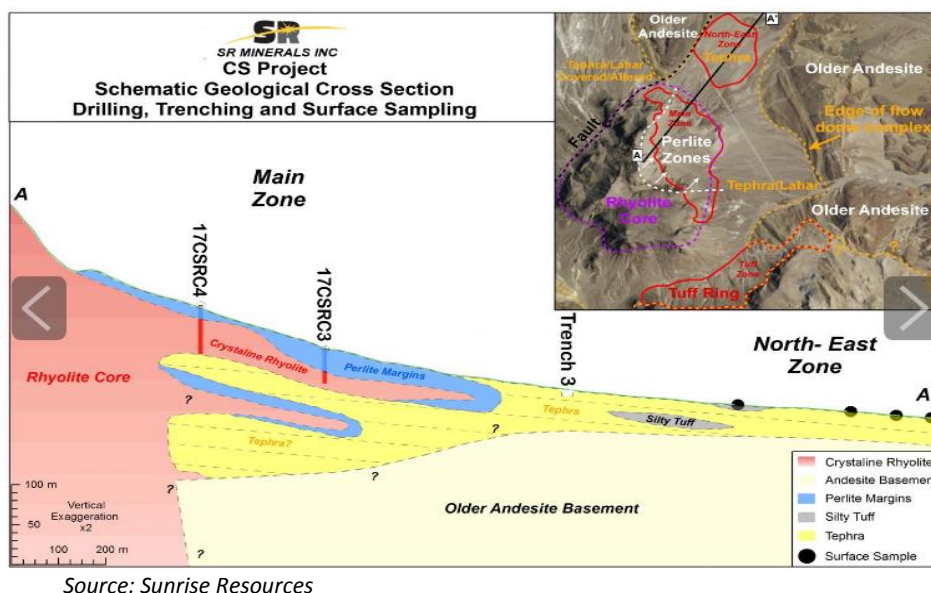 SR
SR MINERALS INC
CS Project
Schematic Geological Cross Section
Drilling, Trenching and Surface Sampling
Older
Andesite
A'
North-East
Zone
Tephra
Tephra/Lahar
Older Andesite
Fault
Main
Zone
Edge of flow
dome complex
A
Perlite
Zones
Tephra/Lahar
Rhyolite
Core
Older Andesite
?
Tuff
Zone
Tuff Ring
A
Main
Zone
17CSRC4
17CSRC3
Trench 3
North- East
Zone
A
Rhyolite Core
Crystaline Rhyolite
Perlite Margins
Tephra
Silty Tuff
?
?
Tephra?
?
?
?
Older Andesite Basement
100 m
Vertical
Exaggeration
x2
50
100 200 m
Crystaline Rhyolite
Andesite Basement
Perlite Margins
Silty Tuff
Tephra
Surface Sample
Source: Sunrise Resources